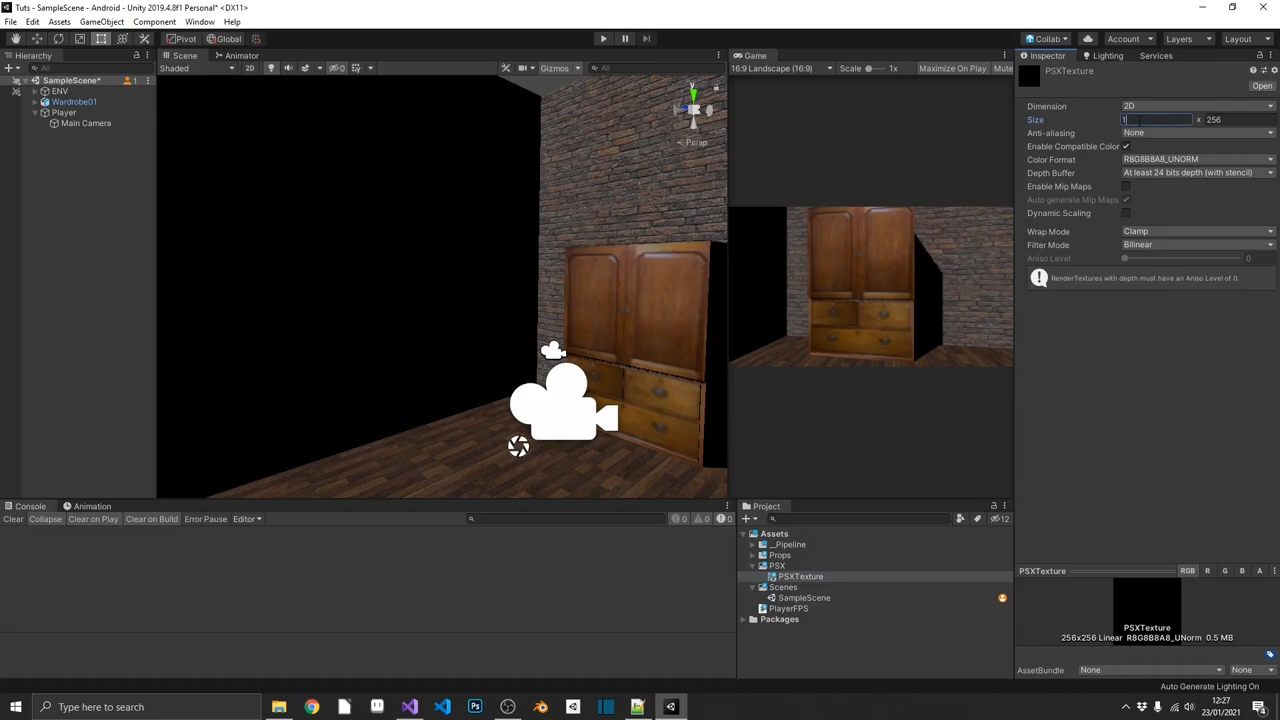 Tuts - SampleScene - Android - Unity 2019.4.8f1 Personal* <DX11>
File Edit Assets GameObject Component Window Help
Pivot Global Collab Account Layers Layout
Hierarchy Scene Animator Game Inspector Lighting Services
All Shaded 2D 0 Gizmos All 16:9 Landscape (16:9) Scale 1x Maximize On Play Mute PSXTexture
SampleScene* 1 Open
ENV
Wardrobe01
Player
Main Camera
y
Persp
Dimension 2D
Size 1 x 256
Anti-aliasing None
Enable Compatible Color
Color Format R8G8B8A8_UNORM
Depth Buffer At least 24 bits depth (with stencil)
Enable Mip Maps
Auto generate Mip Maps
Dynamic Scaling
Wrap Mode Clamp
Filter Mode Bilinear
Aniso Level 0
RenderTextures with depth must have an Aniso Level of 0.
Console Animation Project
Clear Collapse Clear on Play Clear on Build Error Pause Editor 0 0 0 12
Assets
__Pipeline
Props
PSX
PSXTexture
Scenes
SampleScene
PlayerFPS
Packages
PSXTexture RGB R G B A
PSXTexture
256x256 Linear R8G8B8A8_UNorm 0.5 MB
AssetBundle None None
Auto Generate Lighting On
Type here to search
Ps
12:27
23/01/2021